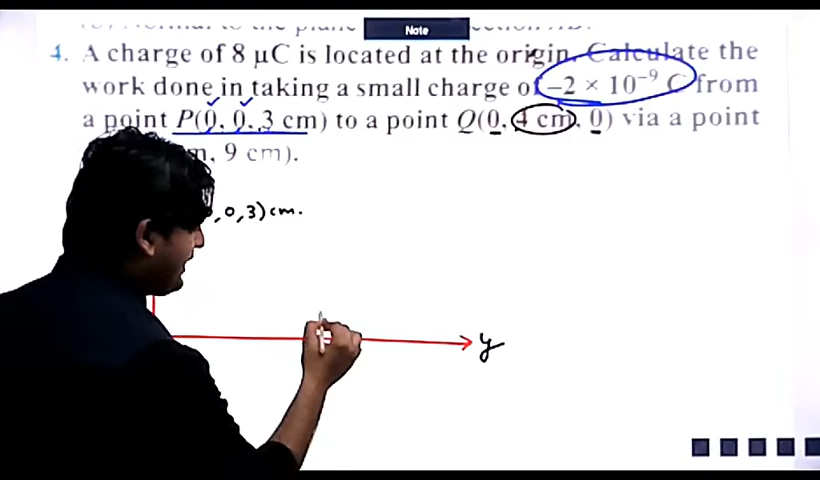 Note
4. A charge of 8 μC is located at the origin. Calculate the
work done in taking a small charge of −2 × 10⁻⁹ C from
a point P(0, 0, 3 cm) to a point Q(0, 4 cm, 0) via a point
, 9 cm).
, 0, 3) cm.
y